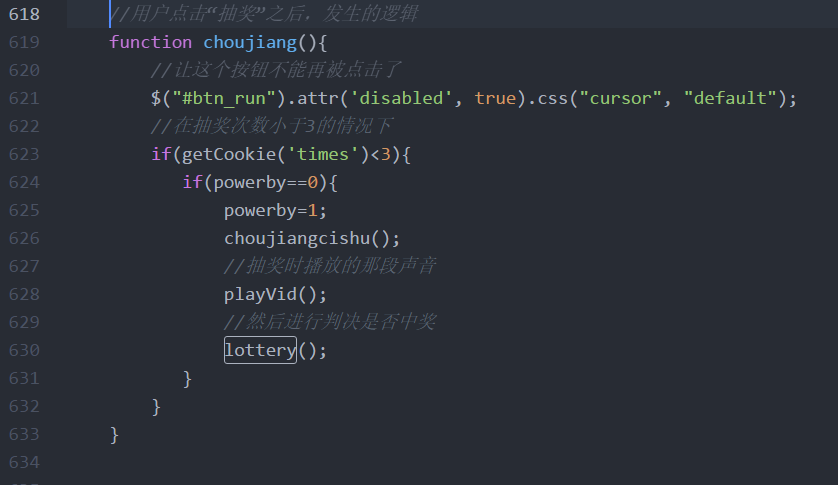 618 //用户点击“抽奖”之后，发生的逻辑
619 function choujiang(){
620 //让这个按钮不能再被点击了
621 $("#btn_run").attr('disabled', true).css("cursor", "default");
622 //在抽奖次数小于3的情况下
623 if(getCookie('times')<3){
624 if(powerby==0){
625 powerby=1;
626 choujiangcishu();
627 //抽奖时播放的那段声音
628 playVid();
629 //然后进行判决是否中奖
630 lottery();
631 }
632 }
633 }
634